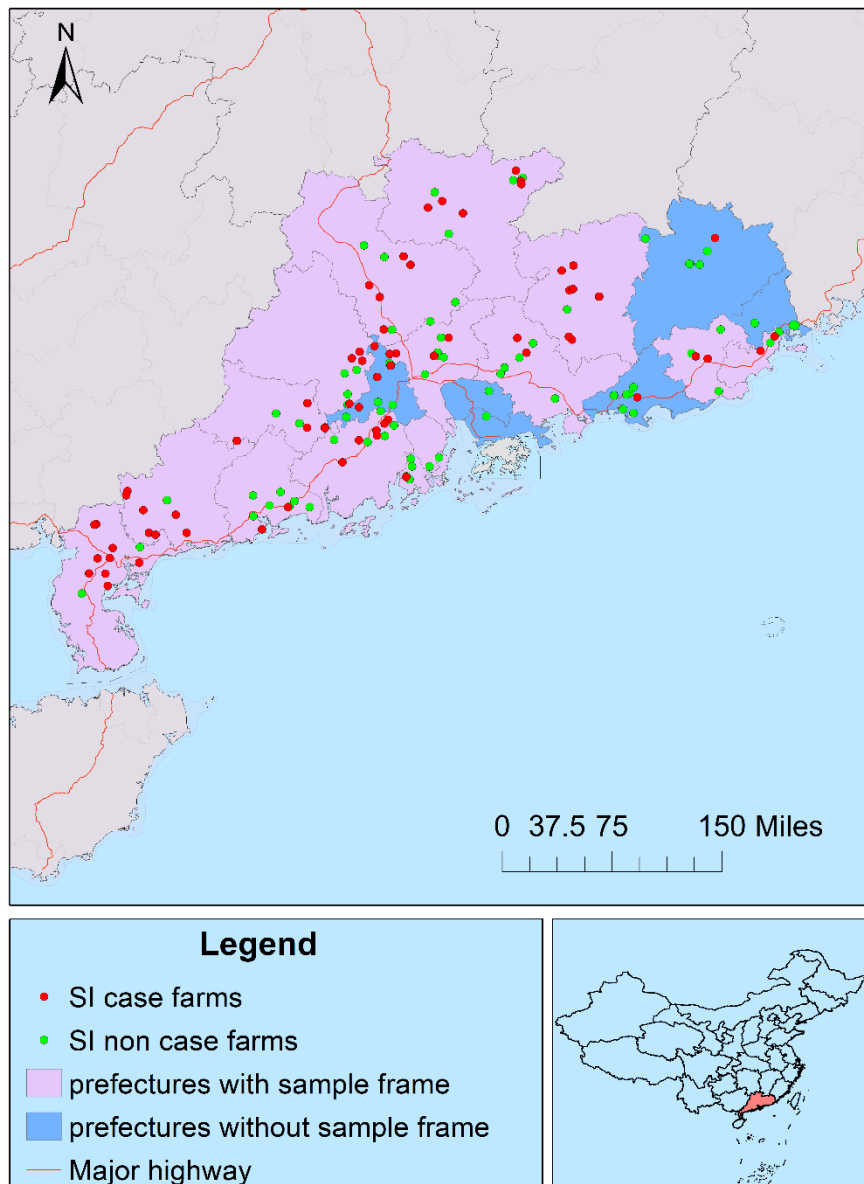 N
0 37.5 75 150 Miles
Legend
SI case farms
SI non case farms
prefectures with sample frame
prefectures without sample frame
Major highway